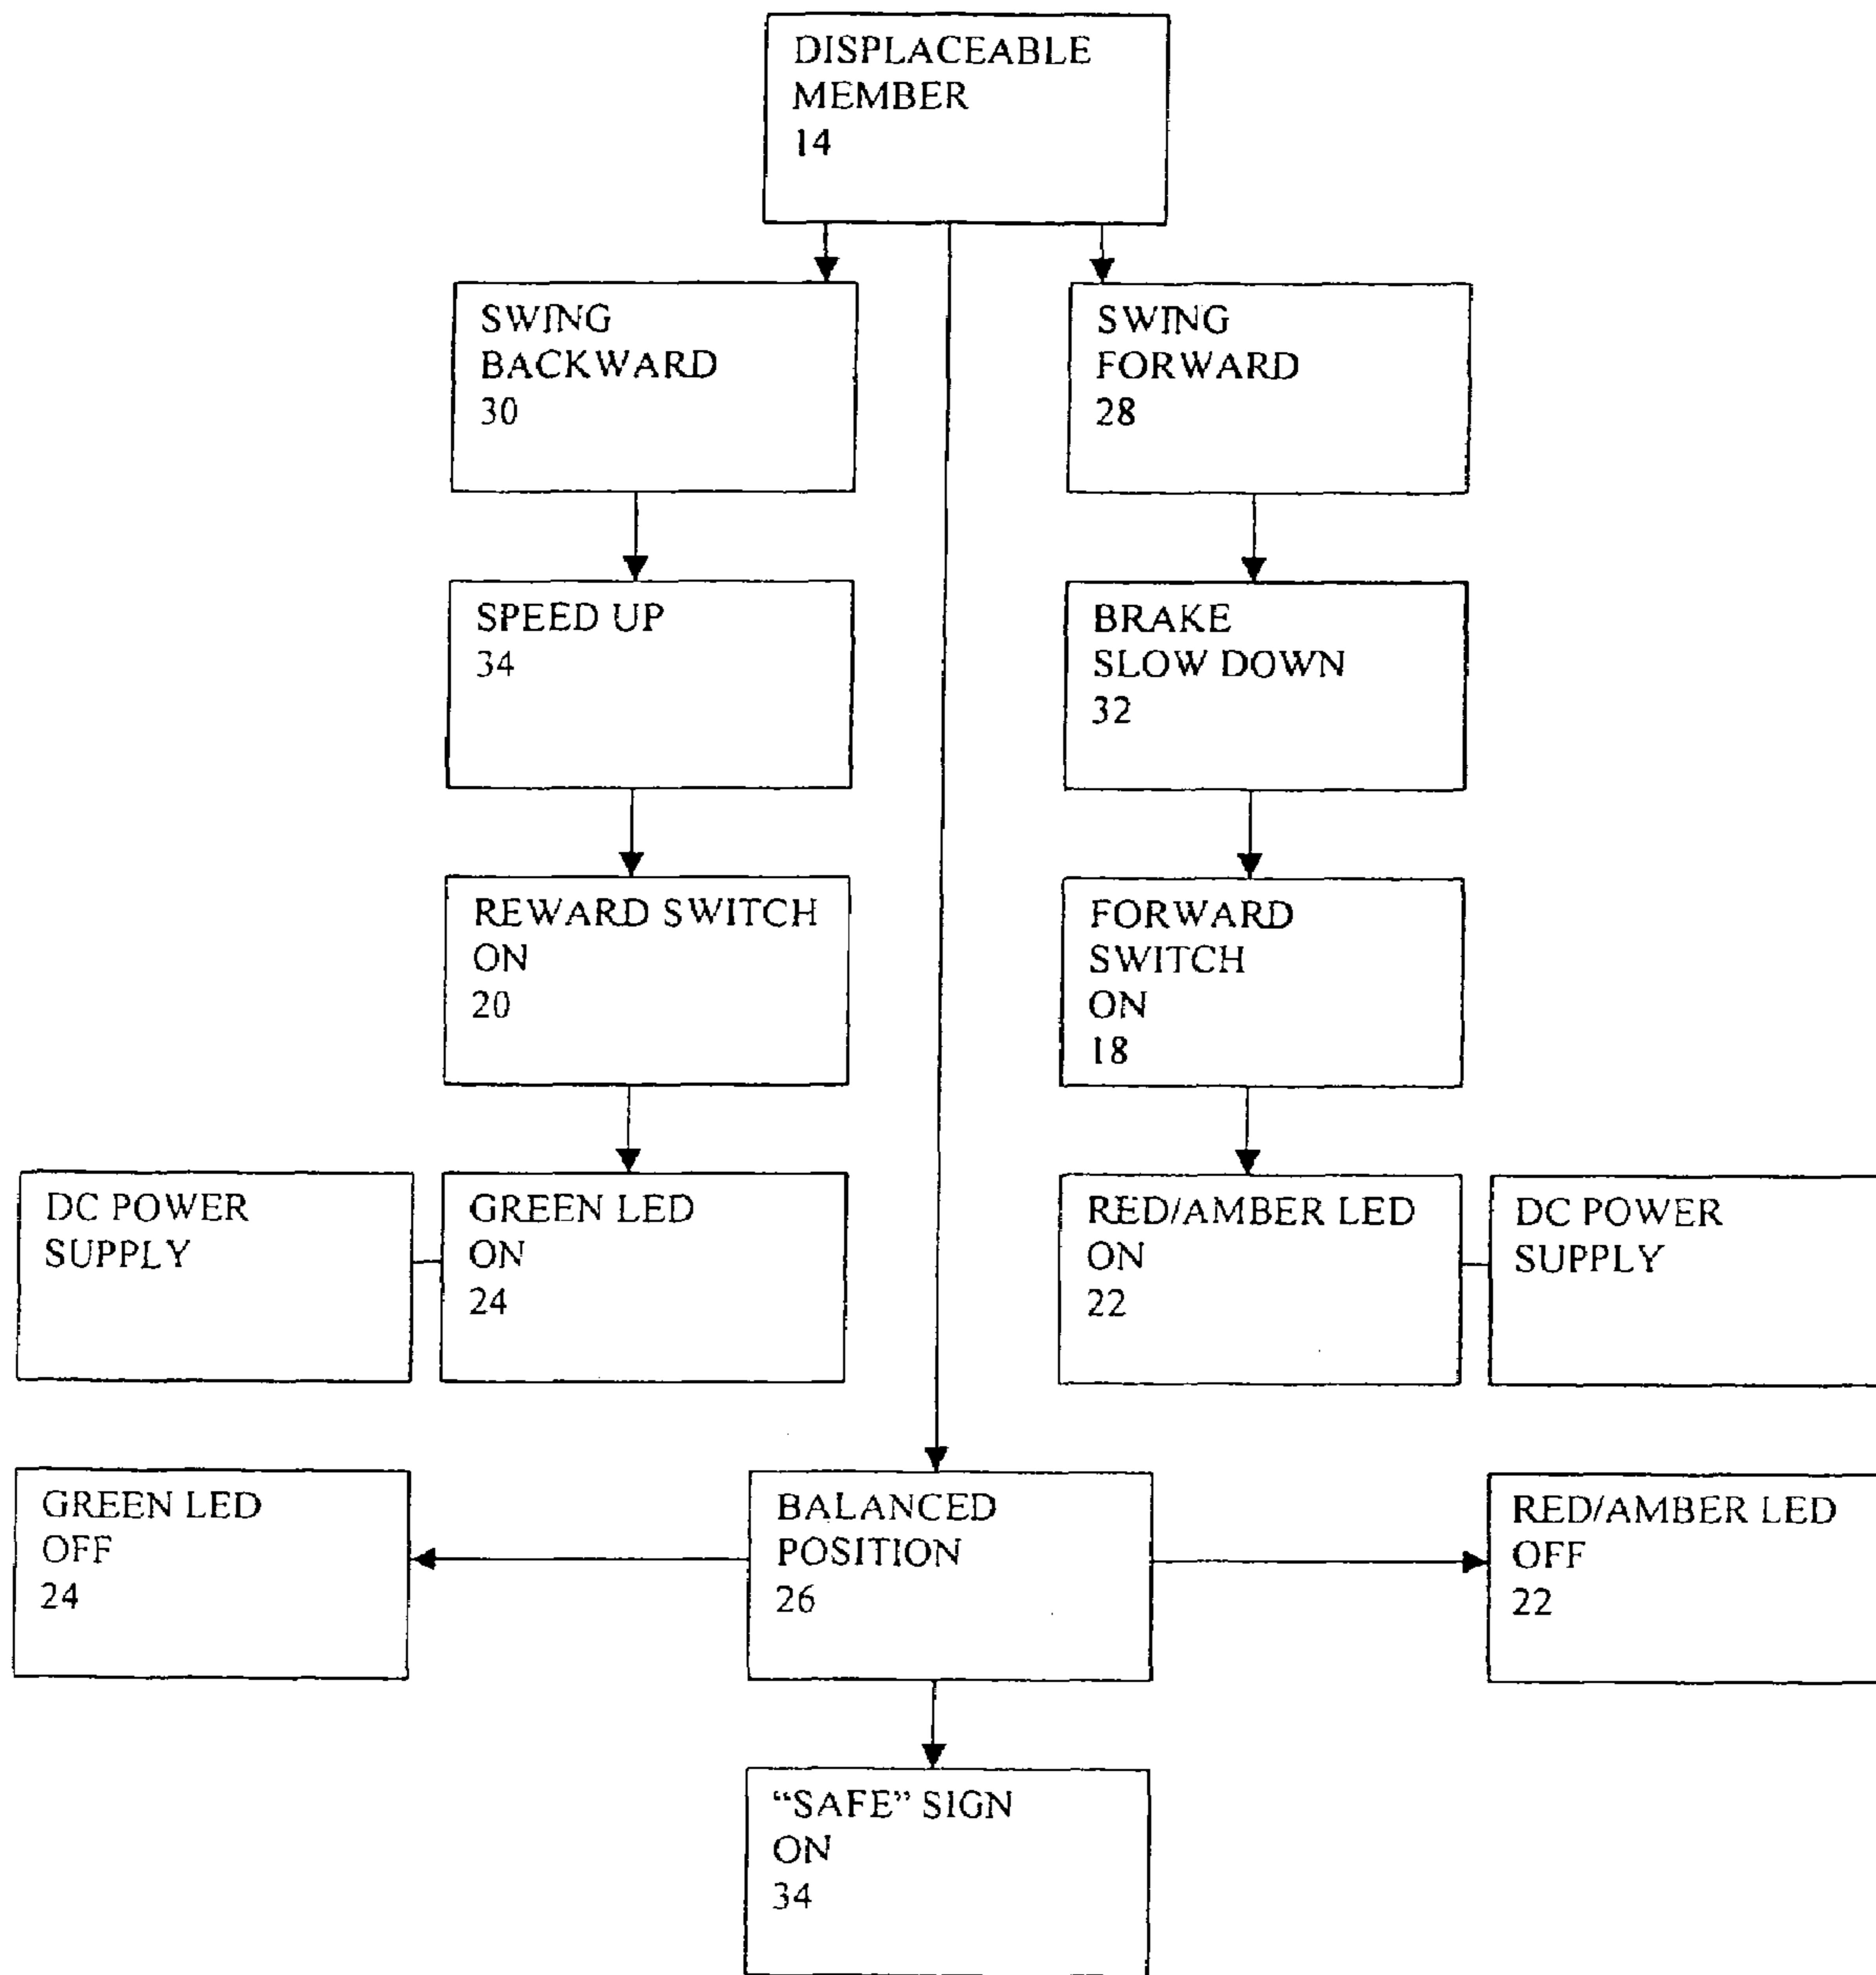 DISPLACEABLE
MEMBER
14
SWING
BACKWARD
30
SWING
FORWARD
28
SPEED UP
34
BRAKE
SLOW DOWN
32
REWARD SWITCH
ON
20
FORWARD
SWITCH
ON
18
DC POWER
SUPPLY
GREEN LED
ON
24
RED/AMBER LED
ON
22
DC POWER
SUPPLY
GREEN LED
OFF
24
BALANCED
POSITION
26
RED/AMBER LED
OFF
22
“SAFE” SIGN
ON
34